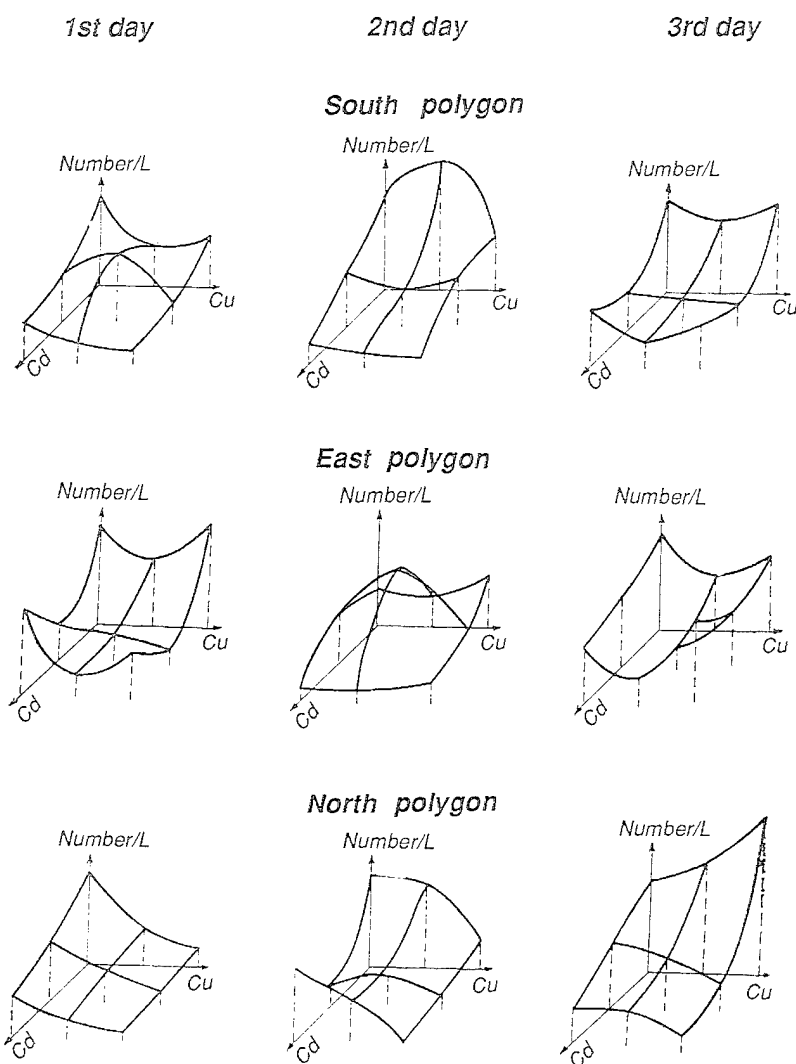 1st day 2nd day 3rd day
South polygon
Number/L Number/L Number/L
Cu Cu Cu
Cd Cd Cd
East polygon
Number/L Number/L Number/L
Cu Cu Cu
Cd Cd Cd
North polygon
Number/L Number/L Number/L
Cu Cu Cu
Cd Cd Cd